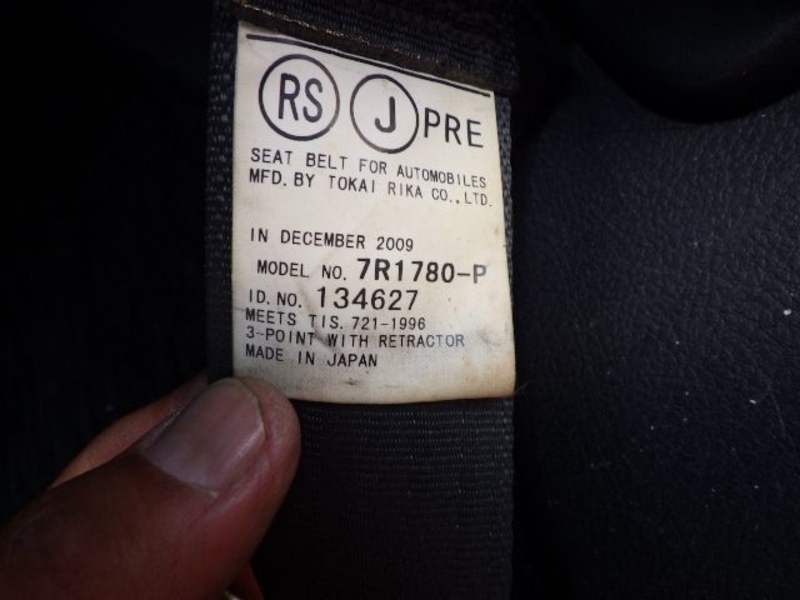 RS J PRE
SEAT BELT FOR AUTOMOBILES
MFD. BY TOKAI RIKA CO., LTD.
IN DECEMBER 2009
MODEL NO. 7R1780-P
ID. NO. 134627
MEETS TIS. 721-1996
3-POINT WITH RETRACTOR
MADE IN JAPAN